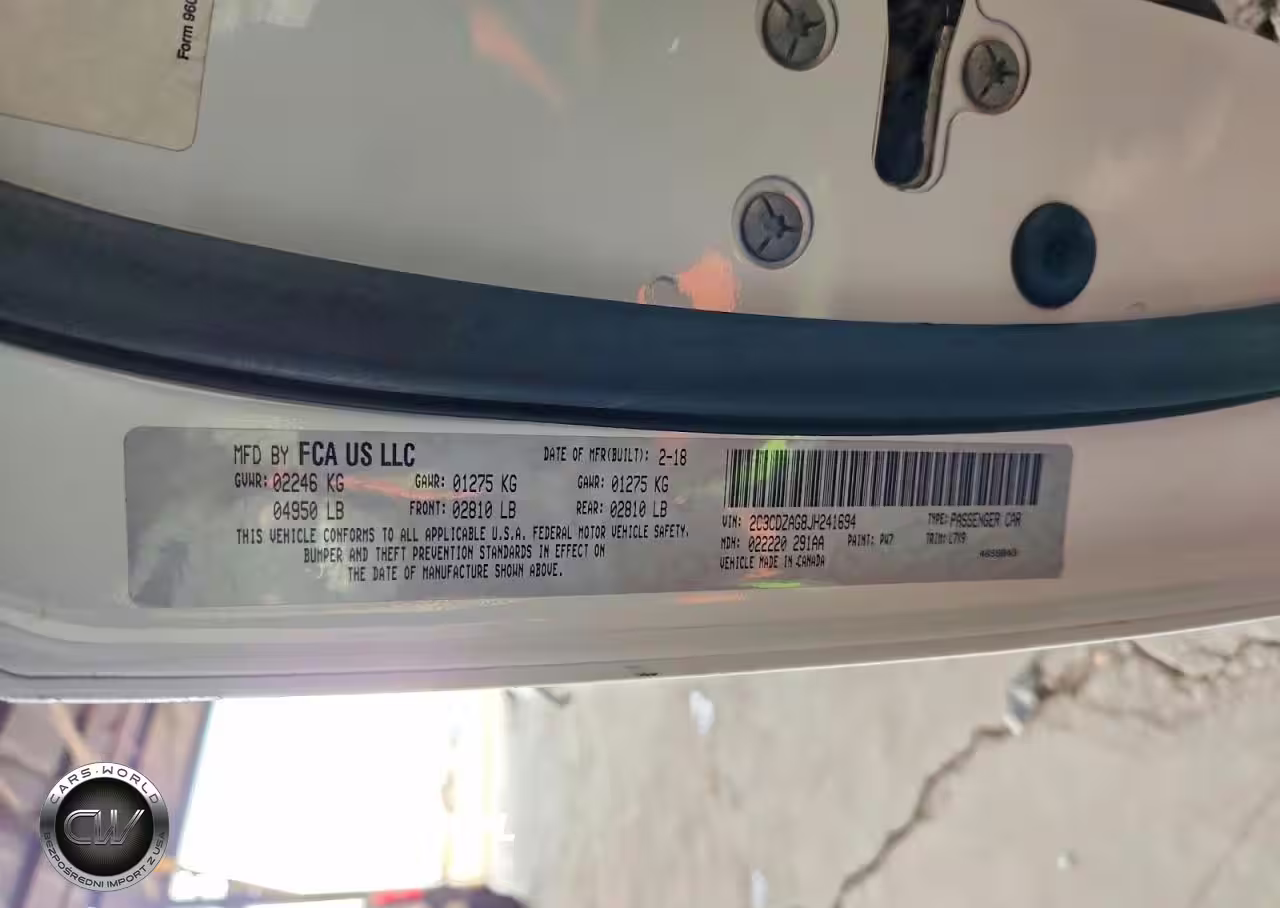 Form 960
MFD BY FCA US LLC DATE OF MFR(BUILT): 2-18
GVWR: 02246 KG GAWR: 01275 KG GAWR: 01275 KG
04950 LB FRONT: 02810 LB REAR: 02810 LB
THIS VEHICLE CONFORMS TO ALL APPLICABLE U.S.A. FEDERAL MOTOR VEHICLE SAFETY,
BUMPER AND THEFT PREVENTION STANDARDS IN EFFECT ON
THE DATE OF MANUFACTURE SHOWN ABOVE.
VIN: 2C3CDZAG8JH241694 TYPE: PASSENGER CAR
MDH: 022220 291AA PAINT: PW7 TRIM: L7X9
VEHICLE MADE IN CANADA
CARS·WORLD
CW
BEZPOŚREDNI IMPORT Z USA